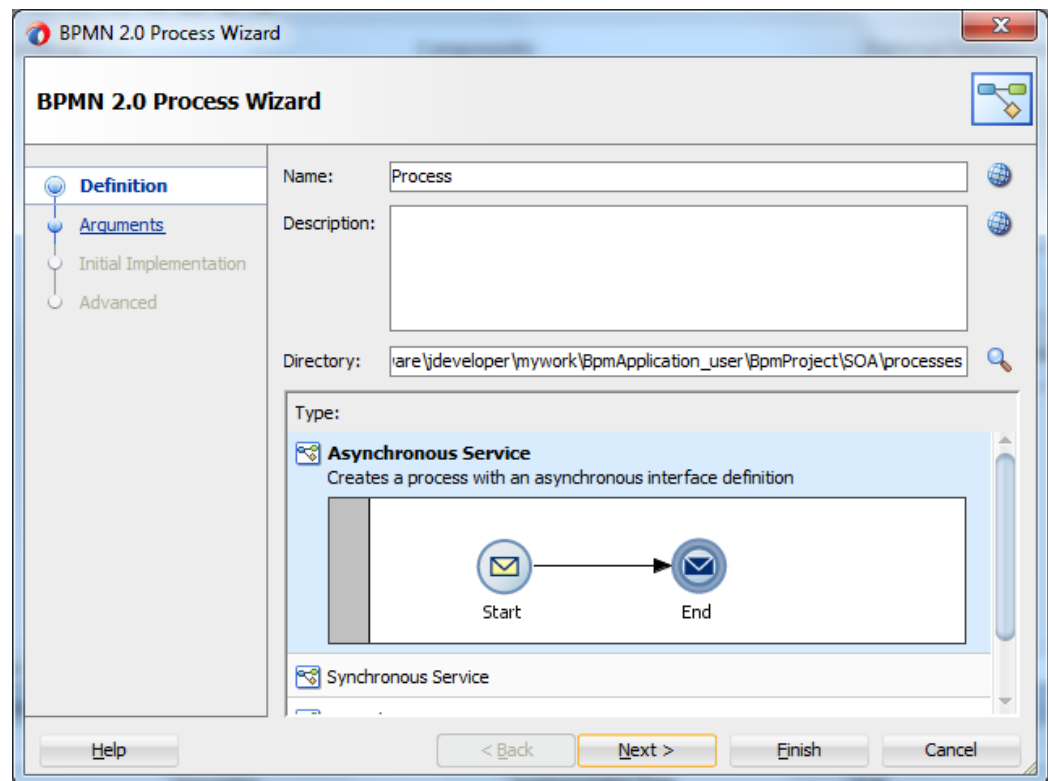 BPMN 2.0 Process Wizard
BPMN 2.0 Process Wizard
Definition
Arguments
Initial Implementation
Advanced
Name: Process
Description:
Directory: are\jdeveloper\mywork\BpmApplication_user\BpmProject\SOA\processes
Type:
Asynchronous Service
Creates a process with an asynchronous interface definition
Start End
Synchronous Service
Help < Back Next > Finish Cancel